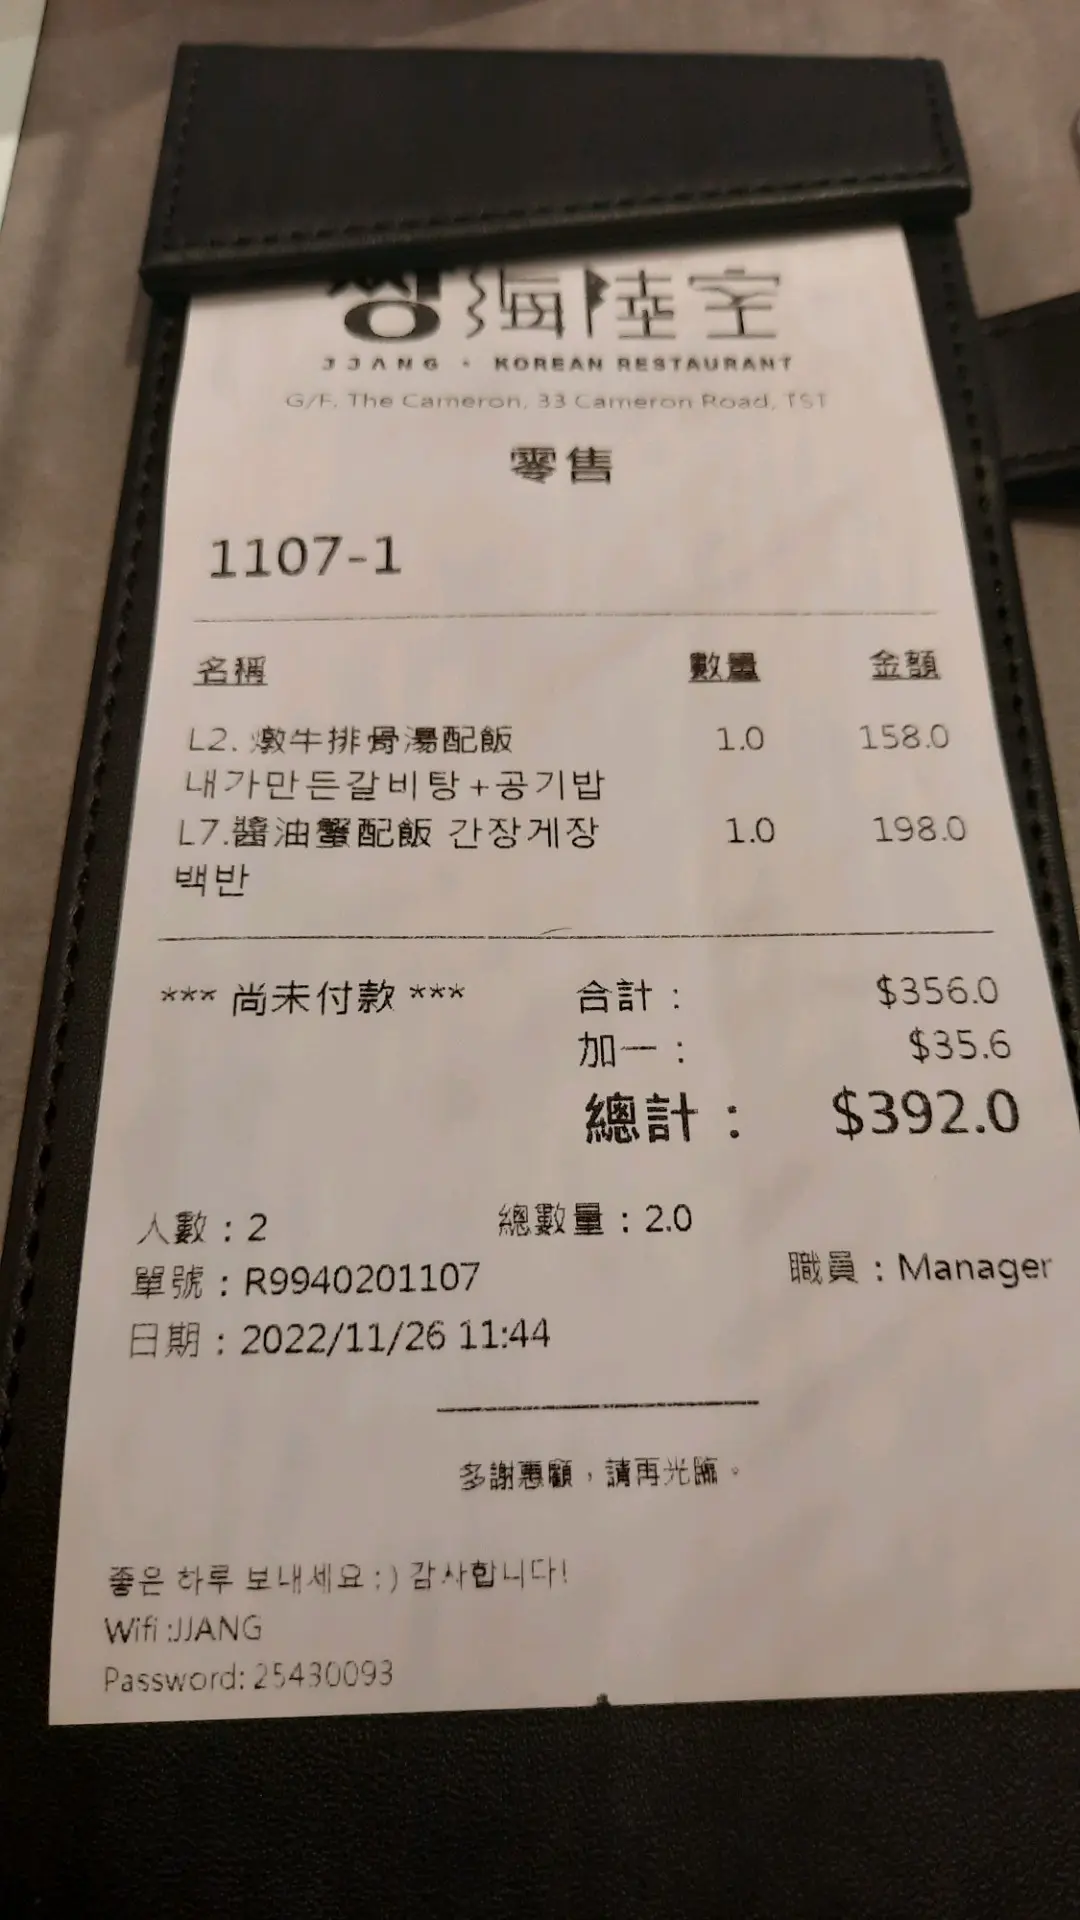 짱 海陸室
JJANG · KOREAN RESTAURANT
G/F, The Cameron, 33 Cameron Road, TST
零售
1107-1
名稱 數量 金額
L2. 燉牛排骨湯配飯 1.0 158.0
내가만든갈비탕+공기밥
L7.醬油蟹配飯 간장게장 1.0 198.0
백반
*** 尚未付款 *** 合計： $356.0
加一： $35.6
總計： $392.0
人數：2 總數量：2.0
單號：R9940201107 職員：Manager
日期：2022/11/26 11:44
多謝惠顧，請再光臨。
좋은 하루 보내세요 :) 감사합니다!
Wifi :JJANG
Password: 25430093